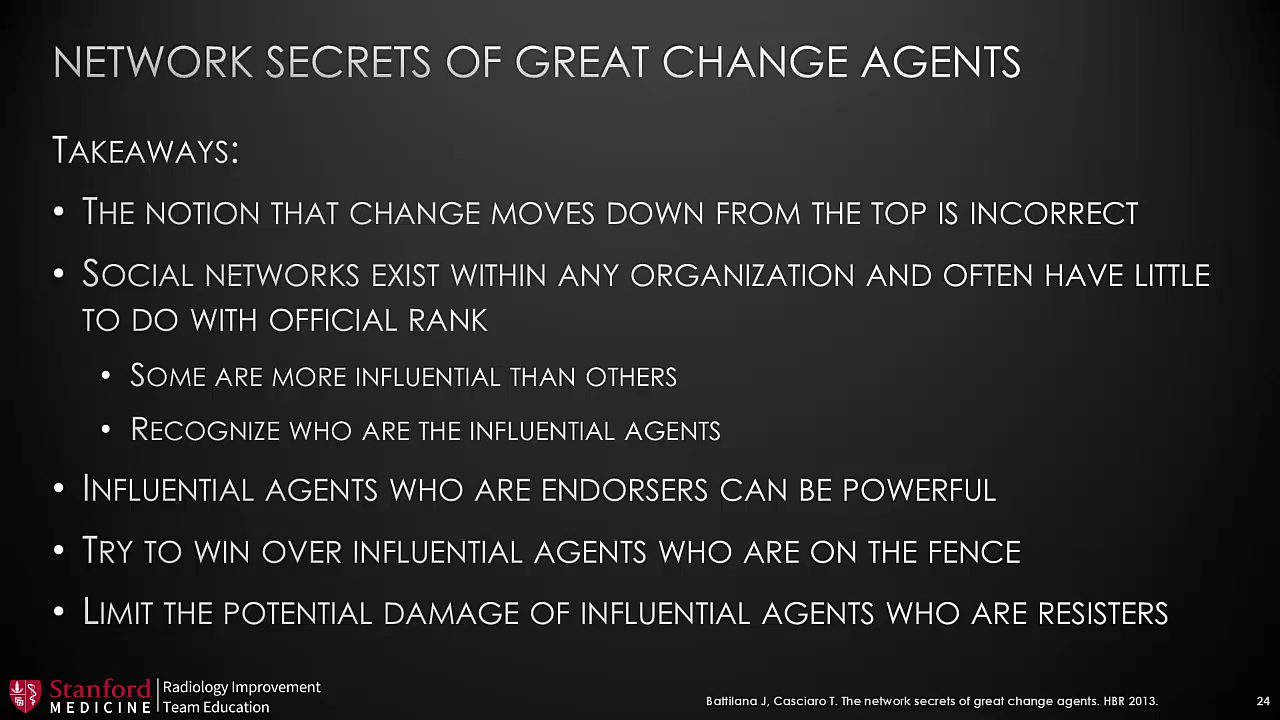 NETWORK SECRETS OF GREAT CHANGE AGENTS
TAKEAWAYS:
• THE NOTION THAT CHANGE MOVES DOWN FROM THE TOP IS INCORRECT
• SOCIAL NETWORKS EXIST WITHIN ANY ORGANIZATION AND OFTEN HAVE LITTLE
TO DO WITH OFFICIAL RANK
• SOME ARE MORE INFLUENTIAL THAN OTHERS
• RECOGNIZE WHO ARE THE INFLUENTIAL AGENTS
• INFLUENTIAL AGENTS WHO ARE ENDORSERS CAN BE POWERFUL
• TRY TO WIN OVER INFLUENTIAL AGENTS WHO ARE ON THE FENCE
• LIMIT THE POTENTIAL DAMAGE OF INFLUENTIAL AGENTS WHO ARE RESISTERS
Stanford
MEDICINE
Radiology Improvement
Team Education
Battilana J, Casciaro T. The network secrets of great change agents. HBR 2013.
24